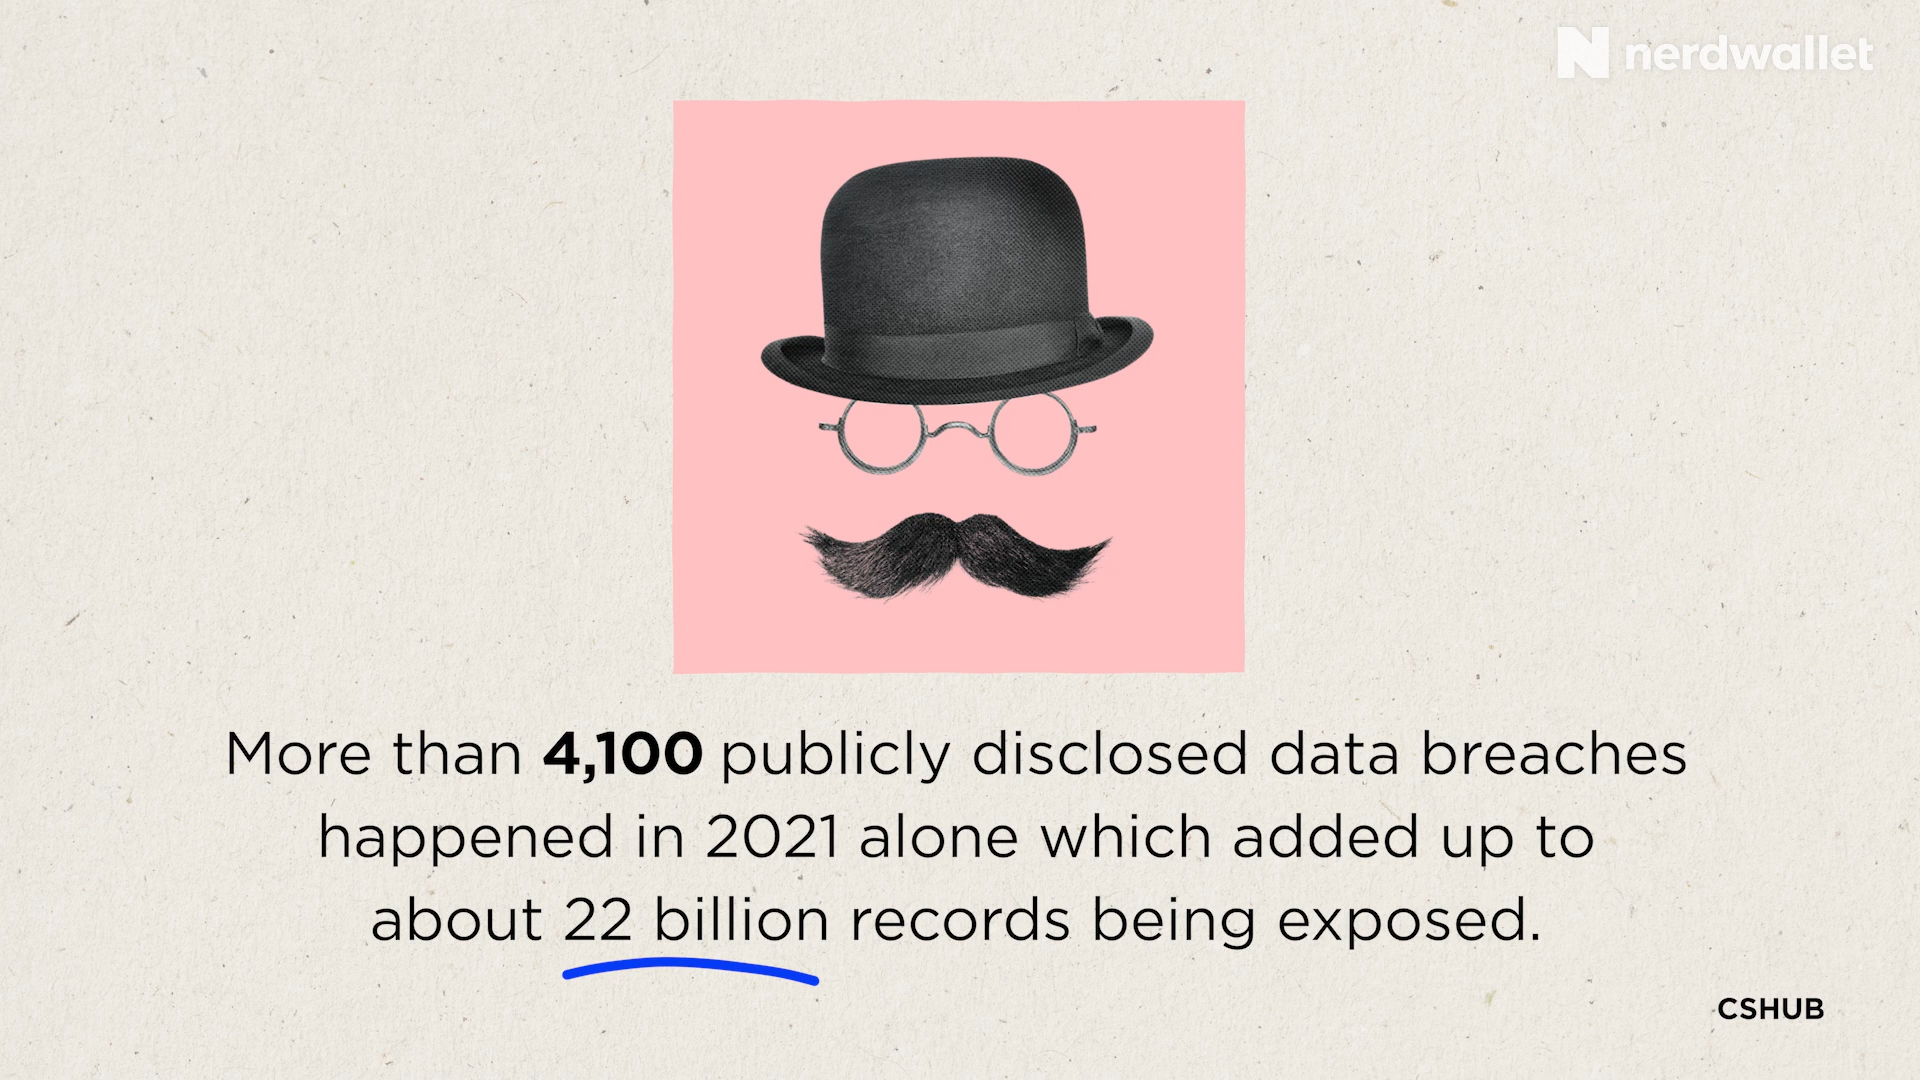 nerdwallet
More than 4,100 publicly disclosed data breaches
happened in 2021 alone which added up to
about 22 billion records being exposed.
CSHUB